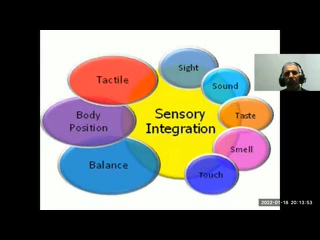 Sight
Tactile
Sound
Body
Position
Sensory
Integration
Taste
Smell
Balance
Touch
2022-01-18 20:13:53